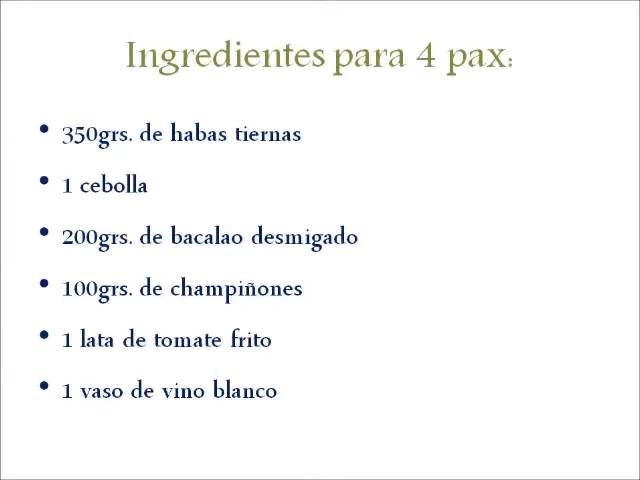 Ingredientes para 4 pax:
• 350grs. de habas tiernas
• 1 cebolla
• 200grs. de bacalao desmigado
• 100grs. de champiñones
• 1 lata de tomate frito
• 1 vaso de vino blanco